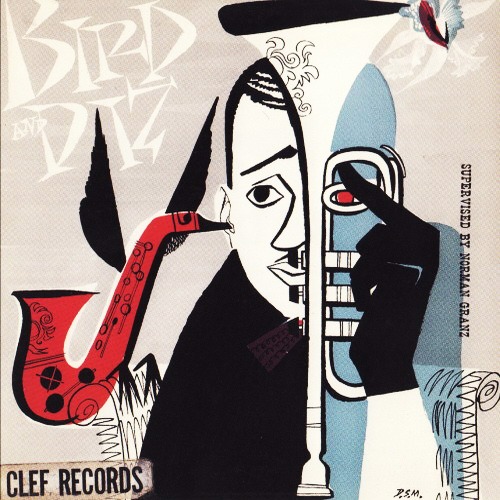 BIRD
AND DIZ
SUPERVISED BY NORMAN GRANZ
CLEF RECORDS
D.S.M.